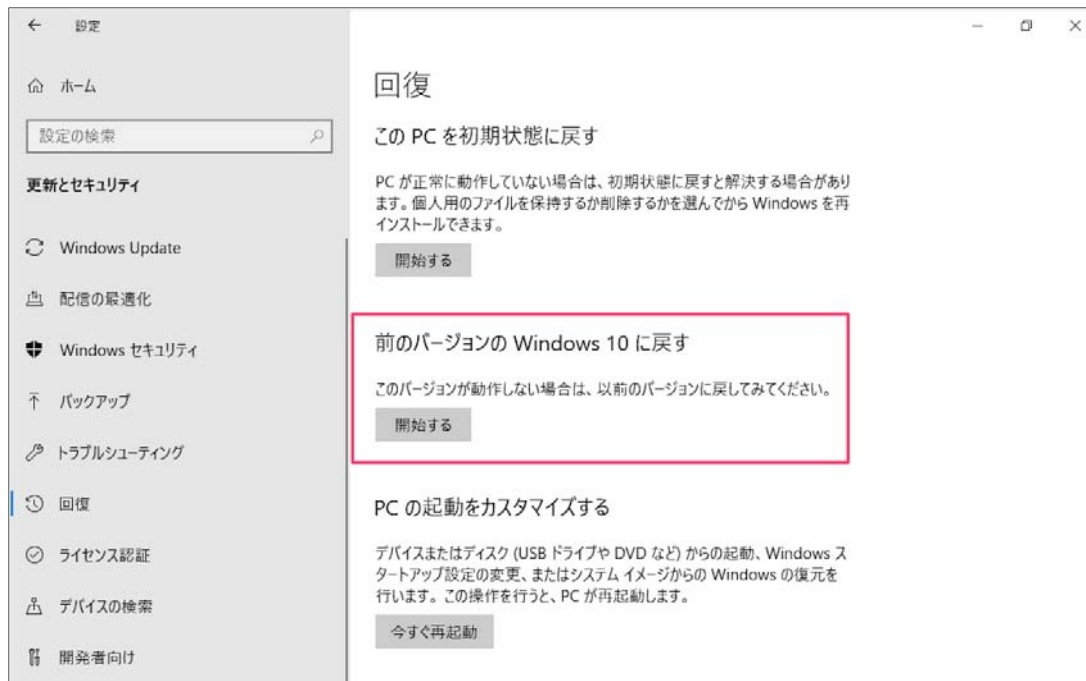 設定
ホーム
設定の検索
更新とセキュリティ
Windows Update
配信の最適化
Windows セキュリティ
バックアップ
トラブルシューティング
回復
ライセンス認証
デバイスの検索
開発者向け
回復
この PC を初期状態に戻す
PC が正常に動作していない場合は、初期状態に戻すと解決する場合があり
ます。個人用のファイルを保持するか削除するかを選んでから Windows を再
インストールできます。
開始する
前のバージョンの Windows 10 に戻す
このバージョンが動作しない場合は、以前のバージョンに戻してみてください。
開始する
PC の起動をカスタマイズする
デバイスまたはディスク (USB ドライブや DVD など) からの起動、Windows ス
タートアップ設定の変更、またはシステム イメージからの Windows の復元を
行います。この操作を行うと、PC が再起動します。
今すぐ再起動